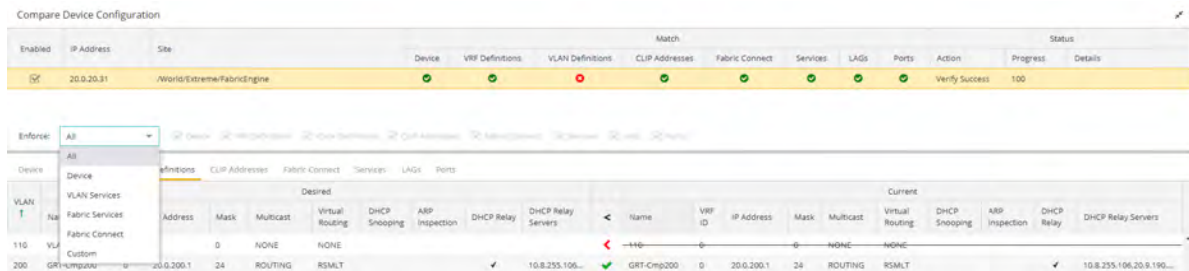 Compare Device Configuration
Enabled IP Address Site Match Status
Device VRF Definitions VLAN Definitions CLIP Addresses Fabric Connect Services LAGs Ports Action Progress Details
20.0.20.31 /World/Extreme/FabricEngine Verify Success 100
Enforce: All
All
Device
VLAN Services
Fabric Services
Fabric Connect
Custom
Device efinitions CLIP Addresses Fabric Connect Services LAGs Ports
Desired Current
VLAN Na Address Mask Multicast Virtual Routing DHCP Snooping ARP Inspection DHCP Relay DHCP Relay Servers < Name VRF ID IP Address Mask Multicast Virtual Routing DHCP Snooping ARP Inspection DHCP Relay DHCP Relay Servers
110 VLA 0 NONE NONE 110 0 0 NONE NONE
200 GRT-Cmp200 0 20.0.200.1 24 ROUTING RSMLT 10.8.255.106... GRT-Cmp200 0 20.0.200.1 24 ROUTING RSMLT 10.8.255.106,20.9.190....